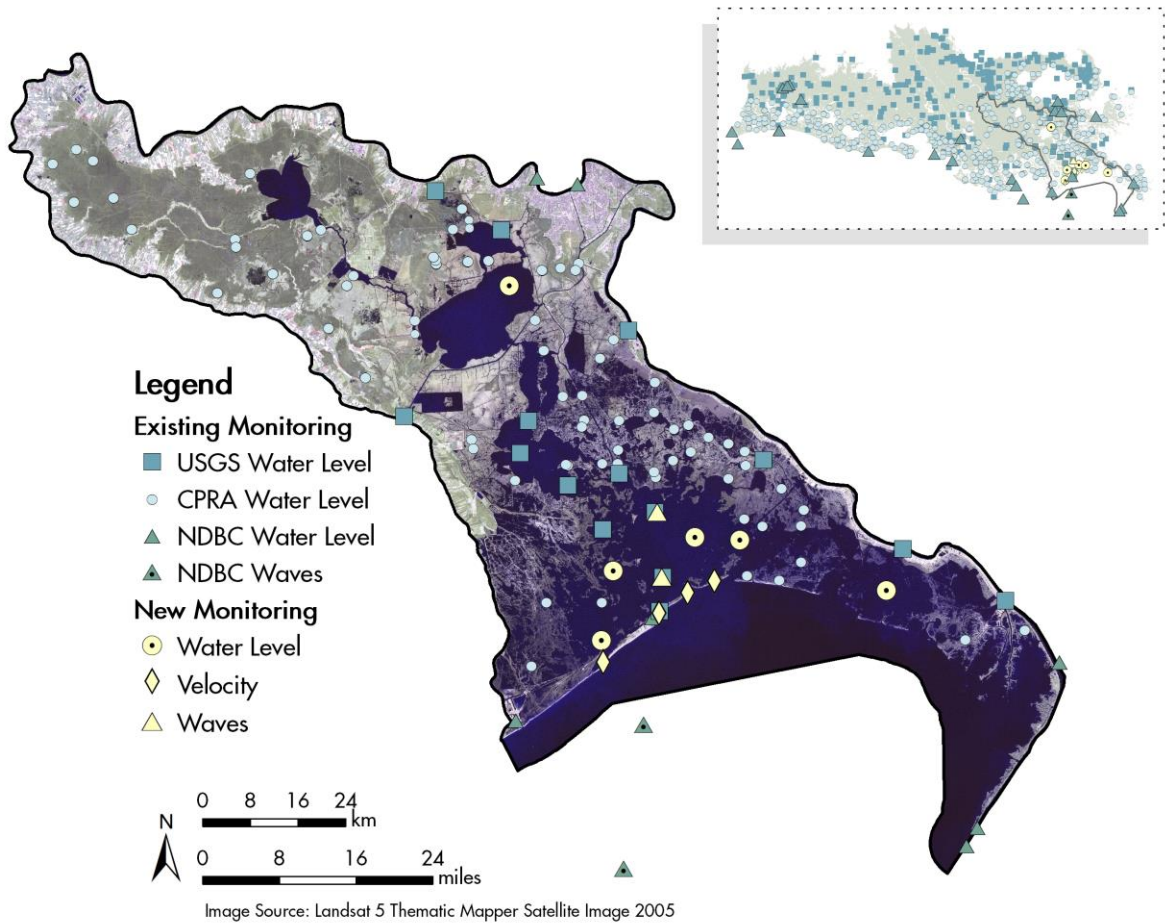 Legend
Existing Monitoring
USGS Water Level
CPRA Water Level
NDBC Water Level
NDBC Waves
New Monitoring
Water Level
Velocity
Waves
N
0 8 16 24
km
0 8 16 24
miles
Image Source: Landsat 5 Thematic Mapper Satellite Image 2005